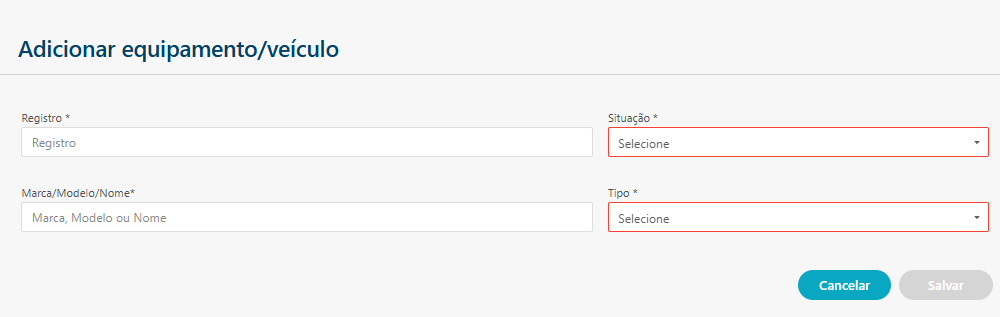 Adicionar equipamento/veículo
Registro *
Situação *
Registro
Selecione
Marca/Modelo/Nome*
Tipo *
Marca, Modelo ou Nome
Selecione
Cancelar
Salvar